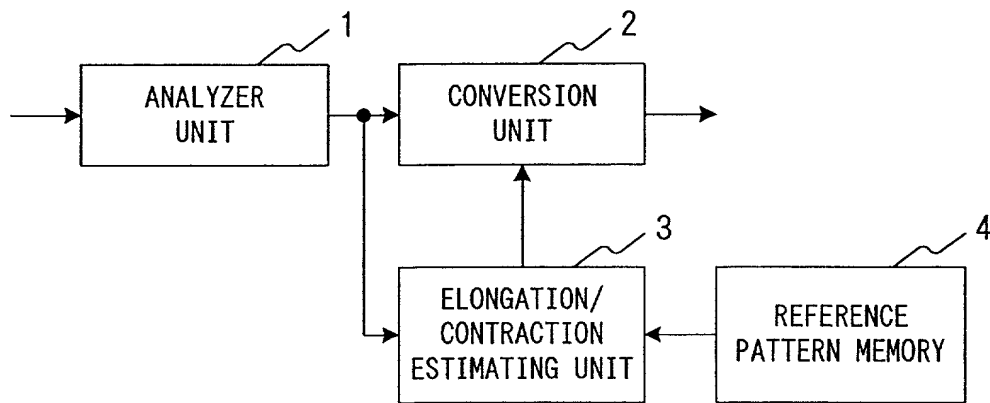 1
2
ANALYZER
UNIT
CONVERSION
UNIT
3
4
ELONGATION/
CONTRACTION
ESTIMATING UNIT
REFERENCE
PATTERN MEMORY